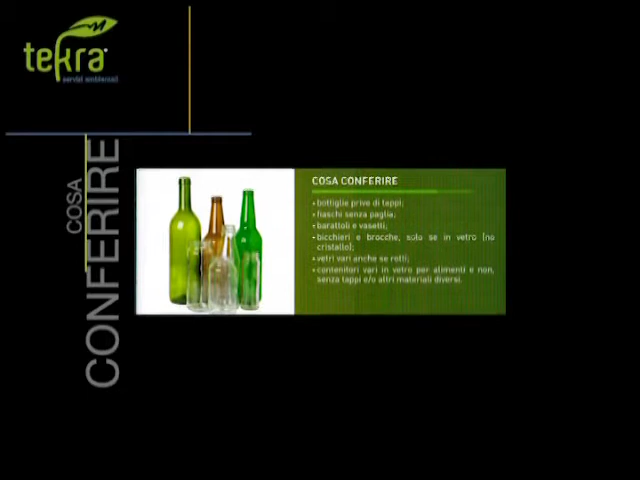 tekra
servizi ambientali
COSA
CONFERIRE
COSA CONFERIRE
• bottiglie prive di tappi;
• fiaschi senza paglia;
• barattoli e vasetti;
• bicchieri e brocche, solo se in vetro (no
cristallo);
• vetri vari anche se rotti;
• contenitori vari in vetro per alimenti e non,
senza tappi e/o altri materiali diversi.